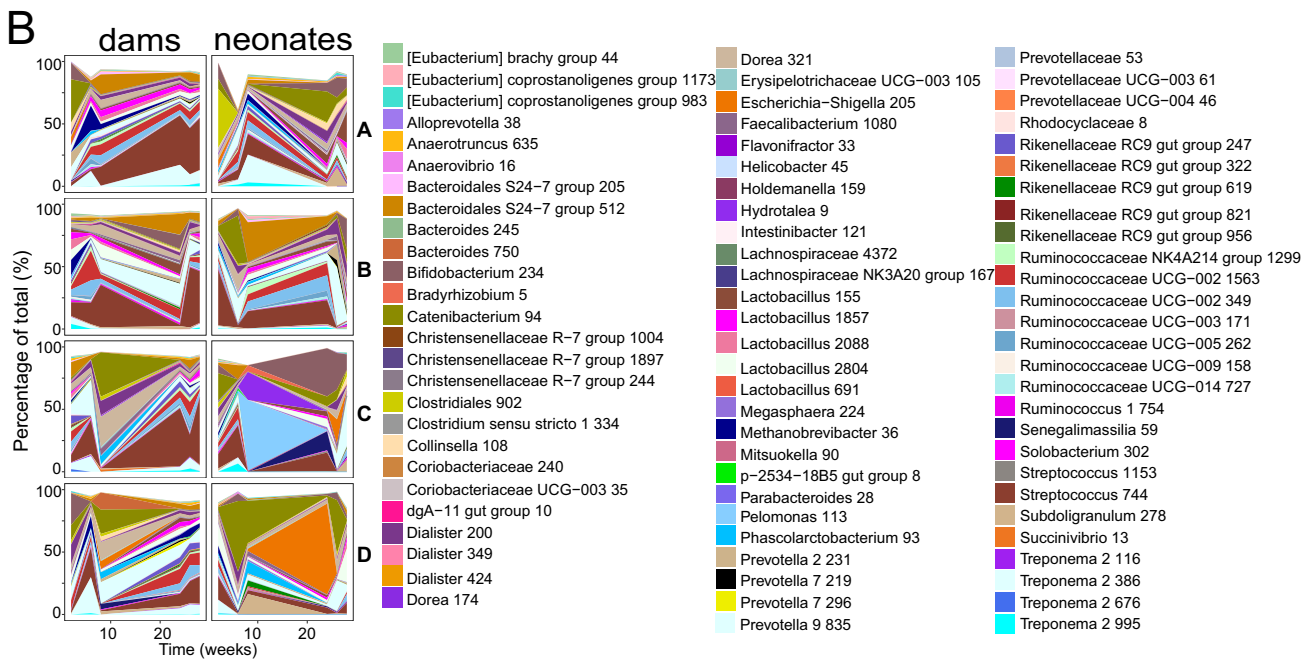 B
dams neonates
Percentage of total (%)
100
50
0
A
100
50
0
B
100
50
0
C
100
50
0
D
10 20 10 20
Time (weeks)
[Eubacterium] brachy group 44
[Eubacterium] coprostanoligenes group 1173
[Eubacterium] coprostanoligenes group 983
Alloprevotella 38
Anaerotruncus 635
Anaerovibrio 16
Bacteroidales S24−7 group 205
Bacteroidales S24−7 group 512
Bacteroides 245
Bacteroides 750
Bifidobacterium 234
Bradyrhizobium 5
Catenibacterium 94
Christensenellaceae R−7 group 1004
Christensenellaceae R−7 group 1897
Christensenellaceae R−7 group 244
Clostridiales 902
Clostridium sensu stricto 1 334
Collinsella 108
Coriobacteriaceae 240
Coriobacteriaceae UCG−003 35
dgA−11 gut group 10
Dialister 200
Dialister 349
Dialister 424
Dorea 174
Dorea 321
Erysipelotrichaceae UCG−003 105
Escherichia−Shigella 205
Faecalibacterium 1080
Flavonifractor 33
Helicobacter 45
Holdemanella 159
Hydrotalea 9
Intestinibacter 121
Lachnospiraceae 4372
Lachnospiraceae NK3A20 group 167
Lactobacillus 155
Lactobacillus 1857
Lactobacillus 2088
Lactobacillus 2804
Lactobacillus 691
Megasphaera 224
Methanobrevibacter 36
Mitsuokella 90
p−2534−18B5 gut group 8
Parabacteroides 28
Pelomonas 113
Phascolarctobacterium 93
Prevotella 2 231
Prevotella 7 219
Prevotella 7 296
Prevotella 9 835
Prevotellaceae 53
Prevotellaceae UCG−003 61
Prevotellaceae UCG−004 46
Rhodocyclaceae 8
Rikenellaceae RC9 gut group 247
Rikenellaceae RC9 gut group 322
Rikenellaceae RC9 gut group 619
Rikenellaceae RC9 gut group 821
Rikenellaceae RC9 gut group 956
Ruminococcaceae NK4A214 group 1299
Ruminococcaceae UCG−002 1563
Ruminococcaceae UCG−002 349
Ruminococcaceae UCG−003 171
Ruminococcaceae UCG−005 262
Ruminococcaceae UCG−009 158
Ruminococcaceae UCG−014 727
Ruminococcus 1 754
Senegalimassilia 59
Solobacterium 302
Streptococcus 1153
Streptococcus 744
Subdoligranulum 278
Succinivibrio 13
Treponema 2 116
Treponema 2 386
Treponema 2 676
Treponema 2 995